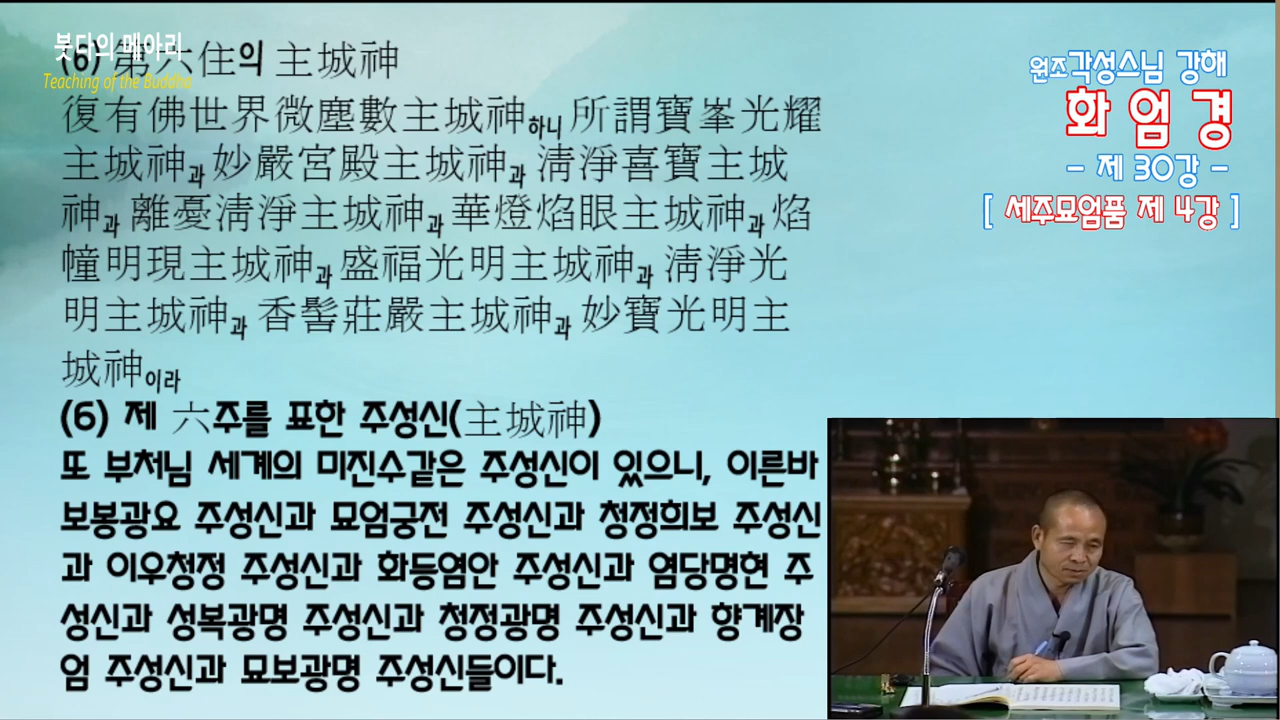 붓다의 메아리
Teaching of the Buddha
(6) 第六住의 主城神
復有佛世界微塵數主城神하니 所謂寶峯光耀
主城神과 妙嚴宮殿主城神과 淸淨喜寶主城
神과 離憂淸淨主城神과 華燈焰眼主城神과 焰
幢明現主城神과 盛福光明主城神과 淸淨光
明主城神과 香髻莊嚴主城神과 妙寶光明主
城神이라
(6) 제 六주를 표한 주성신(主城神)
또 부처님 세계의 미진수같은 주성신이 있으니, 이른바
보봉광요 주성신과 묘엄궁전 주성신과 청정희보 주성신
과 이우청정 주성신과 화등염안 주성신과 염당명현 주
성신과 성복광명 주성신과 청정광명 주성신과 향계장
엄 주성신과 묘보광명 주성신들이다.
원조각성스님 강해
화 엄 경
- 제 30강 -
[ 세주묘엄품 제 4강 ]